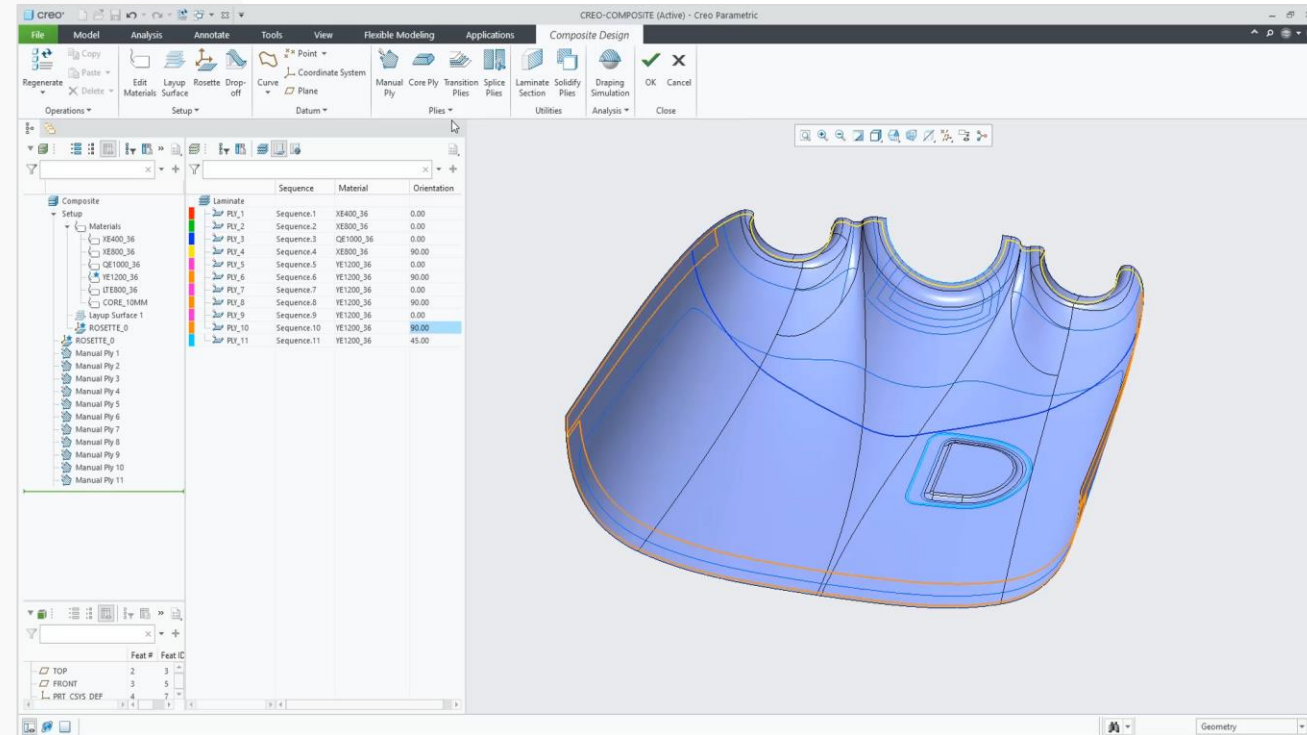 creo CREO-COMPOSITE (Active) - Creo Parametric
File Model Analysis Annotate Tools View Flexible Modeling Applications Composite Design
Regenerate Copy Paste Delete Edit Materials Layup Surface Rosette Drop-off Curve Point Coordinate System Plane Manual Ply Core Ply Transition Plies Splice Plies Laminate Section Solidify Plies Draping Simulation OK Cancel
Operations Setup Datum Plies Utilities Analysis Close
Composite
Setup
Materials
XE400_36
XE800_36
QE1000_36
YE1200_36
LTE800_36
CORE_10MM
Layup Surface 1
ROSETTE_0
ROSETTE_0
Manual Ply 1
Manual Ply 2
Manual Ply 3
Manual Ply 4
Manual Ply 5
Manual Ply 6
Manual Ply 7
Manual Ply 8
Manual Ply 9
Manual Ply 10
Manual Ply 11
Sequence Material Orientation
Laminate
PLY_1 Sequence.1 XE400_36 0.00
PLY_2 Sequence.2 XE800_36 0.00
PLY_3 Sequence.3 QE1000_36 0.00
PLY_4 Sequence.4 XE800_36 90.00
PLY_5 Sequence.5 YE1200_36 0.00
PLY_6 Sequence.6 YE1200_36 90.00
PLY_7 Sequence.7 YE1200_36 0.00
PLY_8 Sequence.8 YE1200_36 90.00
PLY_9 Sequence.9 YE1200_36 0.00
PLY_10 Sequence.10 YE1200_36 90.00
PLY_11 Sequence.11 YE1200_36 45.00
Feat # Feat ID
TOP 2 3
FRONT 3 5
PRT_CSYS_DEF 4 7
Geometry